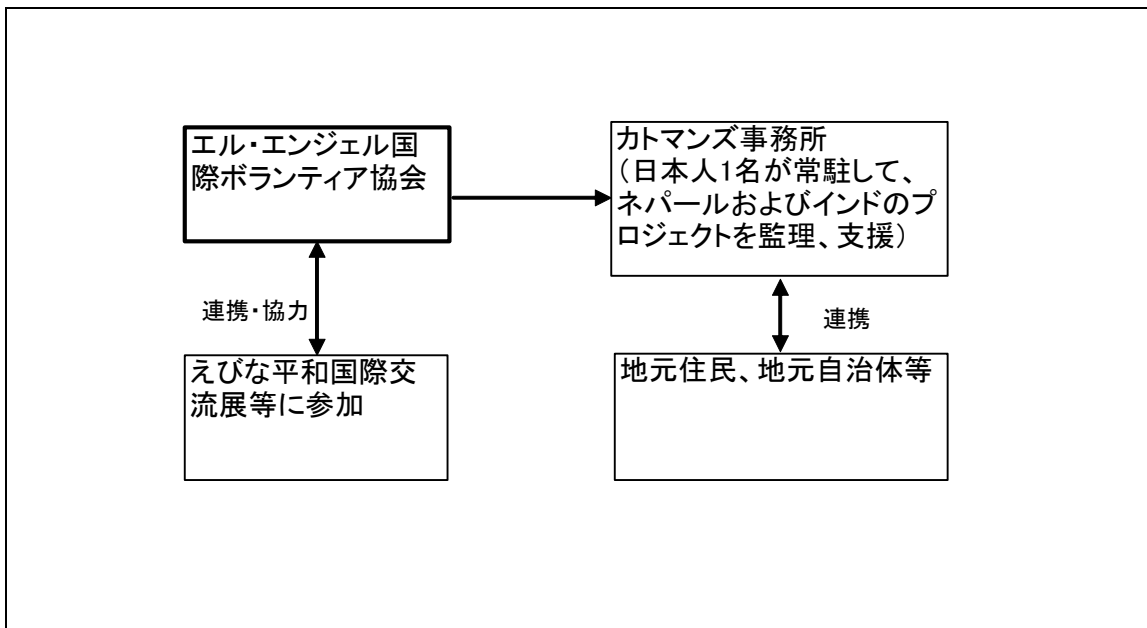 エル・エンジェル国
際ボランティア協会
カトマンズ事務所
（日本人1名が常駐して、
ネパールおよびインドのプ
ロジェクトを監理、支援）
連携・協力
連携
えびな平和国際交
流展等に参加
地元住民、地元自治体等